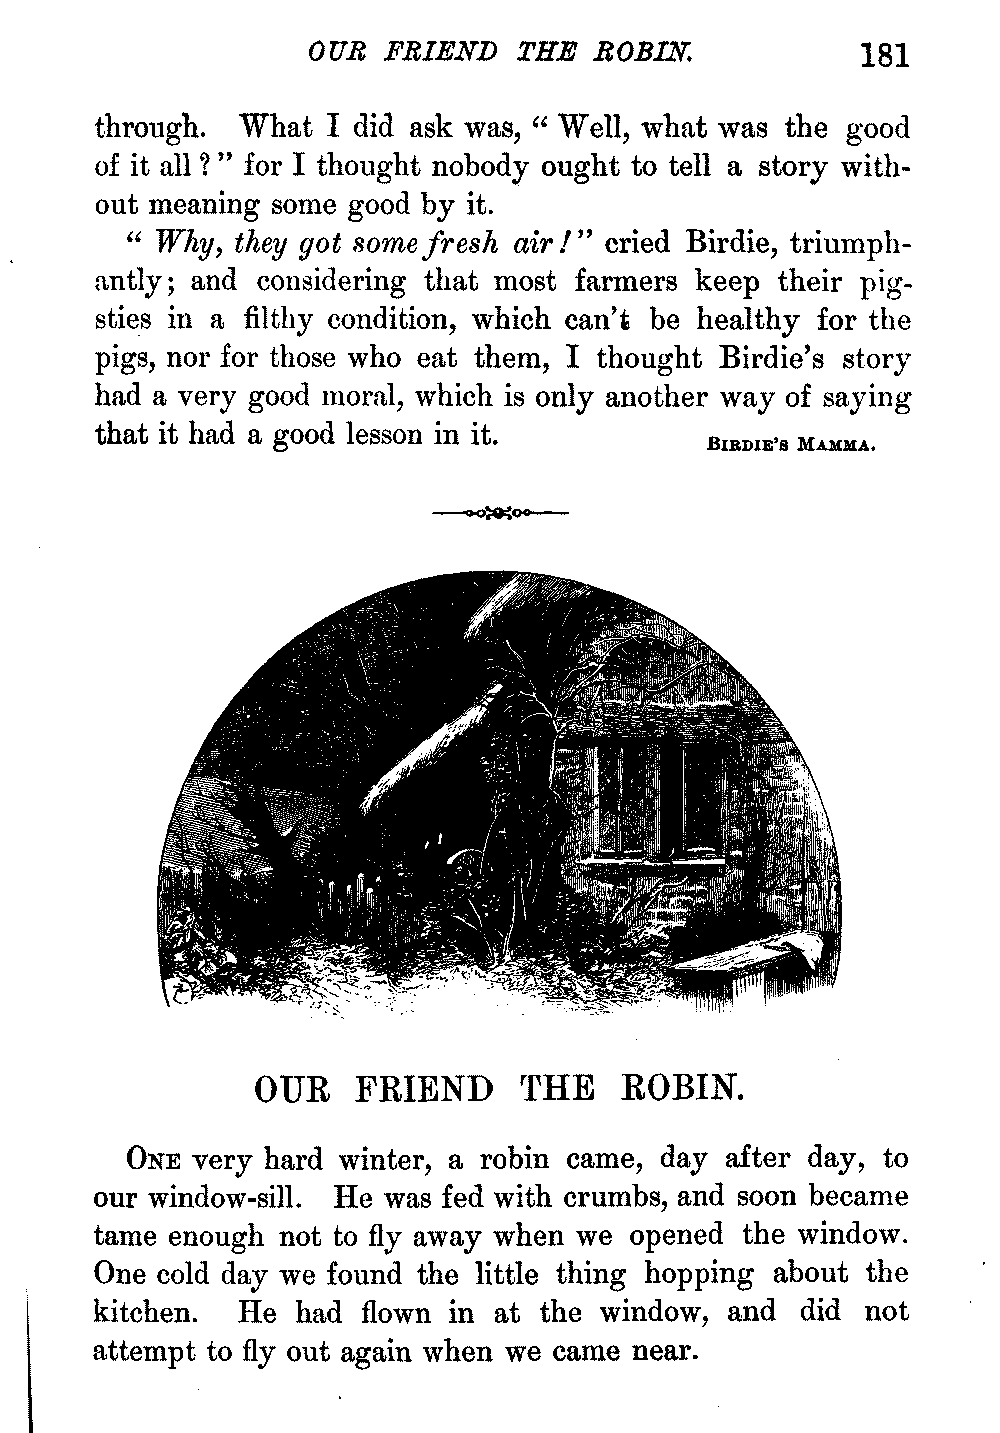 OUR FRIEND THE ROBIN. 181
through. What I did ask was, “ Well, what was the good
of it all ? ” for I thought nobody ought to tell a story with-
out meaning some good by it.
“ Why, they got some fresh air ! ” cried Birdie, triumph-
antly; and considering that most farmers keep their pig-
sties in a filthy condition, which can’t be healthy for the
pigs, nor for those who eat them, I thought Birdie’s story
had a very good moral, which is only another way of saying
that it had a good lesson in it. BIRDIE’S MAMMA.
OUR FRIEND THE ROBIN.
ONE very hard winter, a robin came, day after day, to
our window-sill. He was fed with crumbs, and soon became
tame enough not to fly away when we opened the window.
One cold day we found the little thing hopping about the
kitchen. He had flown in at the window, and did not
attempt to fly out again when we came near.